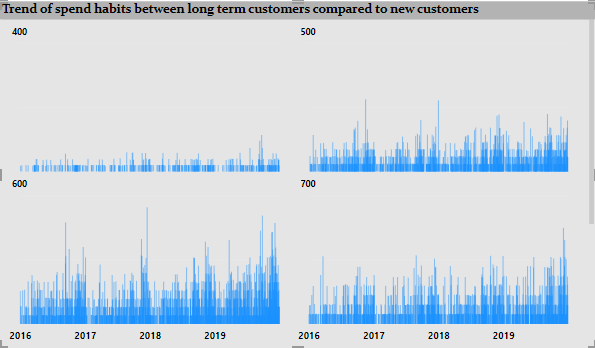 Trend of spend habits between long term customers compared to new customers
400 500
600 700
2016 2017 2018 2019 2016 2017 2018 2019